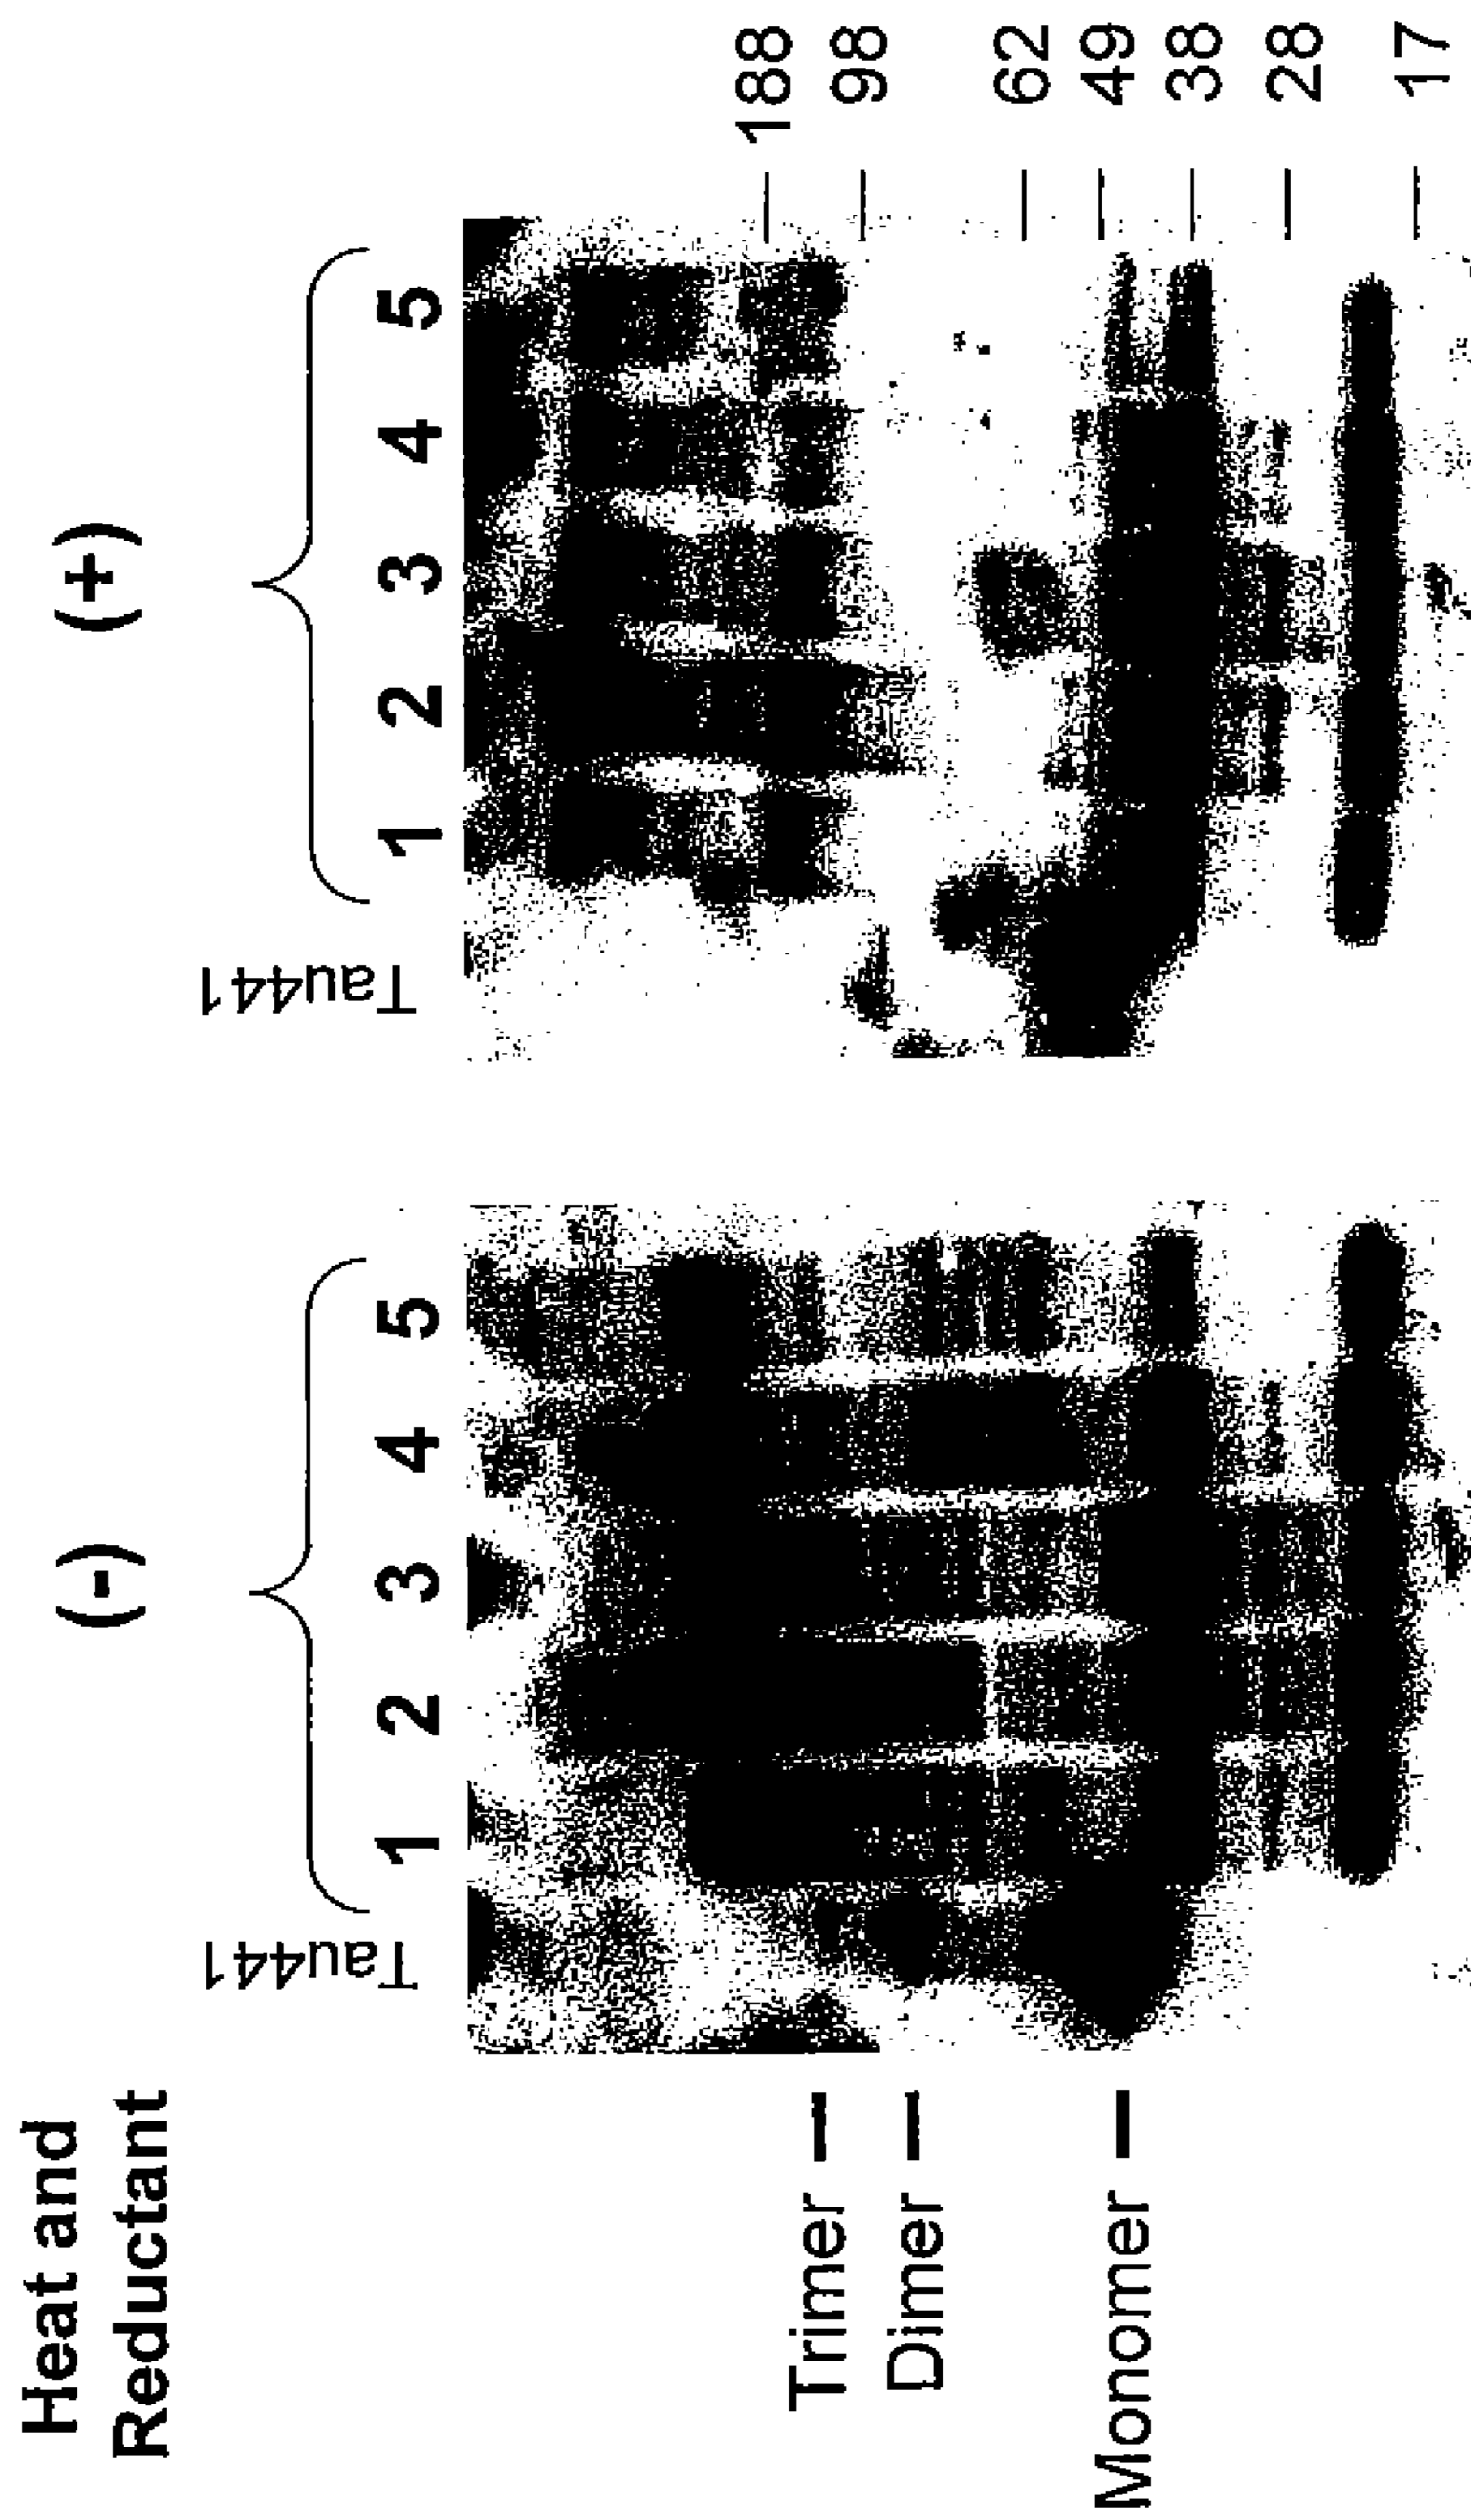 Heat and
Reductant
(-)
(+)
Tau441 1 2 3 4 5
Tau441 1 2 3 4 5
Trimer
Dimer
Monomer
188
98
62
49
38
28
17